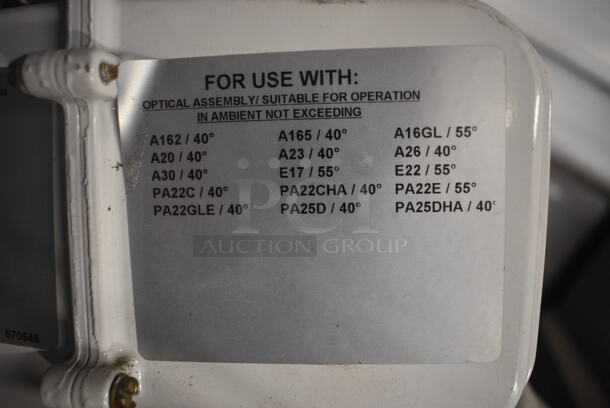 FOR USE WITH:
OPTICAL ASSEMBLY/ SUITABLE FOR OPERATION
IN AMBIENT NOT EXCEEDING
A162 / 40° A165 / 40° A16GL / 55°
A20 / 40° A23 / 40° A26 / 40°
A30 / 40° E17 / 55° E22 / 55°
PA22C / 40° PA22CHA / 40° PA22E / 55°
PA22GLE / 40° PA25D / 40° PA25DHA / 40°
PCI
AUCTION GROUP
670545